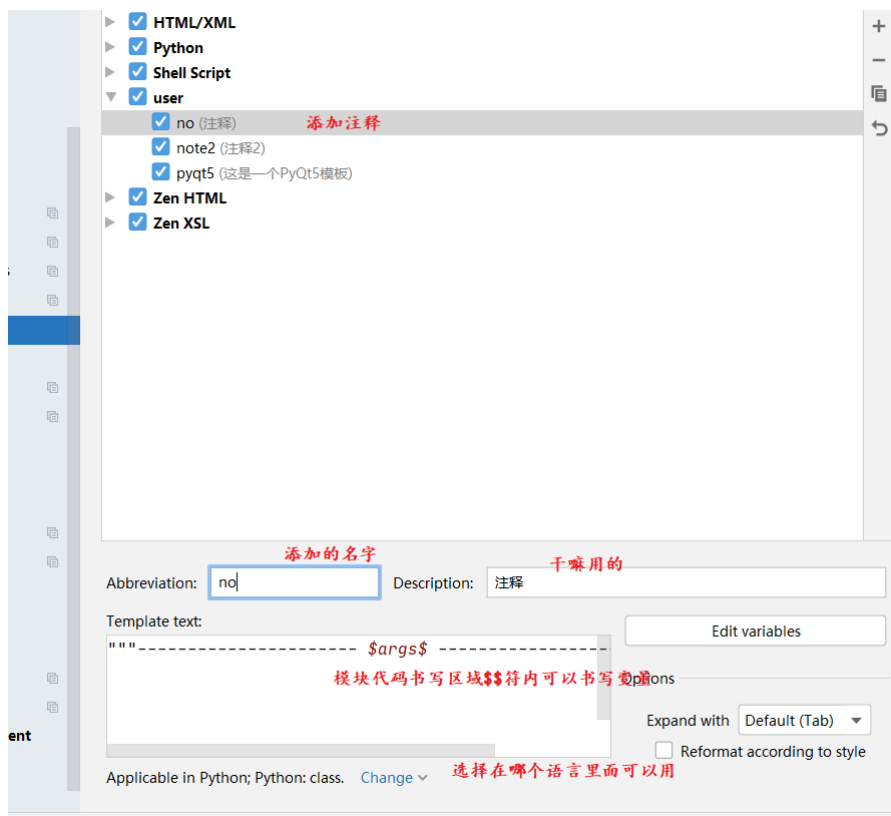 HTML/XML
Python
Shell Script
user
no (注释) 添加注释
note2 (注释2)
pyqt5 (这是一个PyQt5模板)
Zen HTML
Zen XSL
ent
添加的名字
干嘛用的
Abbreviation: no Description: 注释
Template text:
Edit variables
"""---------------------- $args$ -----------------
模块代码书写区域$$符内可以书写变量
Options
Expand with Default (Tab)
Reformat according to style
选择在哪个语言里面可以用
Applicable in Python; Python: class. Change